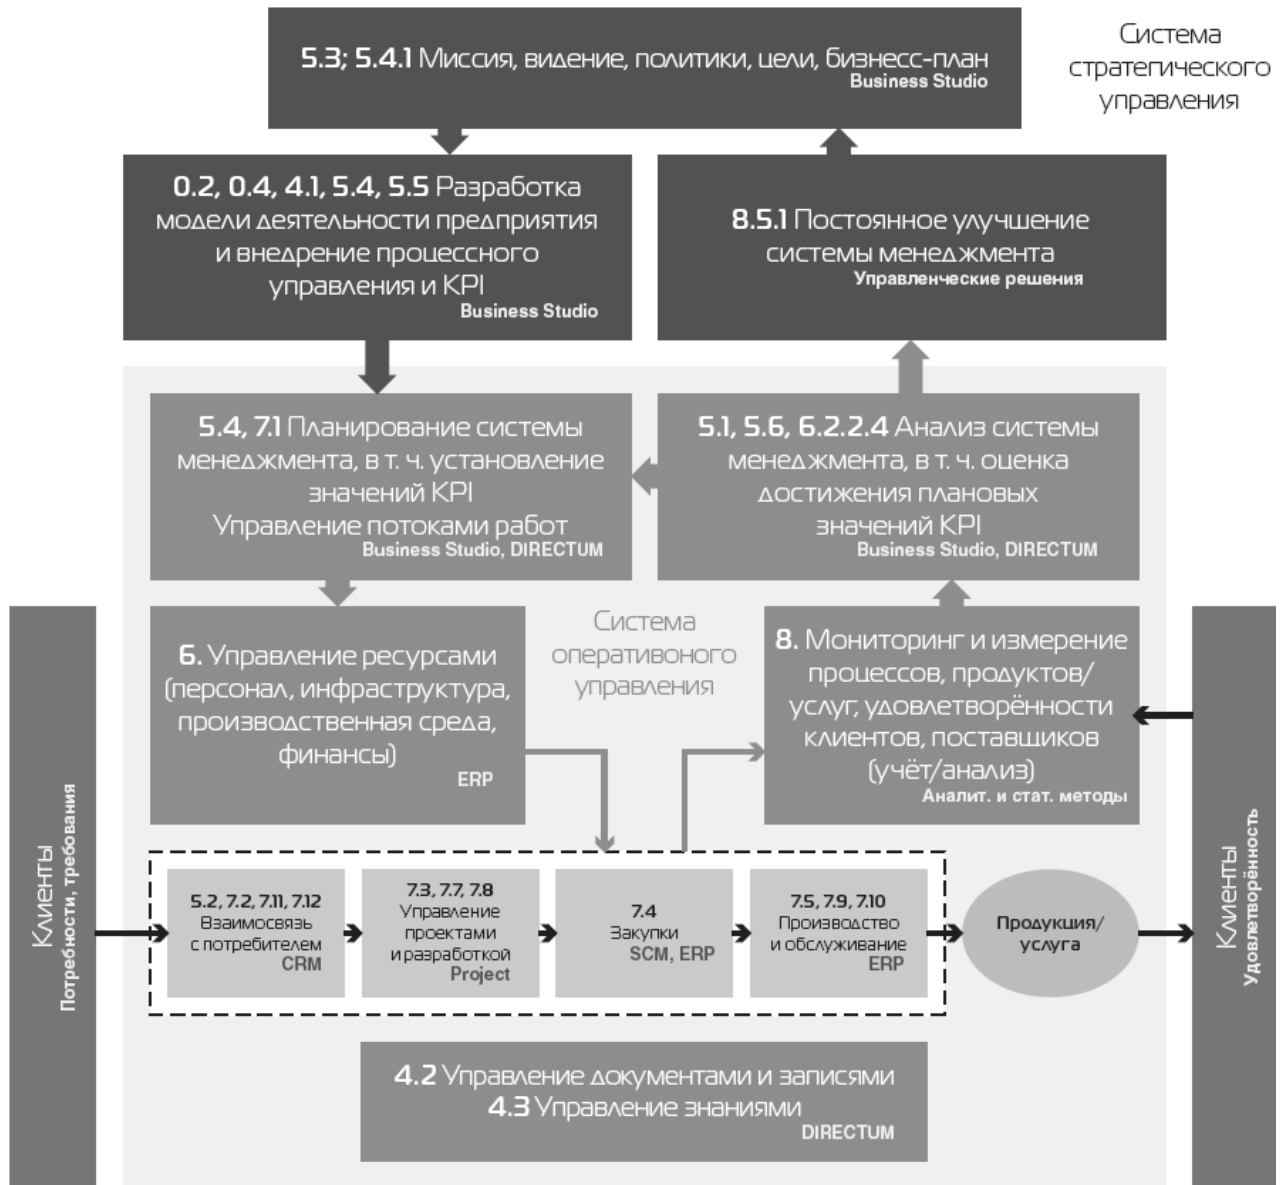 5.3; 5.4.1 Миссия, видение, политики, цели, бизнесс-план
Business Studio
Система
стратегического
управления
0.2, 0.4, 4.1, 5.4, 5.5 Разработка
модели деятельности предприятия
и внедрение процессного
управления и KPI
Business Studio
8.5.1 Постоянное улучшение
системы менеджмента
Управленческие решения
5.4, 7.1 Планирование системы
менеджмента, в т. ч. установление
значений KPI
Управление потоками работ
Business Studio, DIRECTUM
5.1, 5.6, 6.2.2.4 Анализ системы
менеджмента, в т. ч. оценка
достижения плановых
значений KPI
Business Studio, DIRECTUM
6. Управление ресурсами
(персонал, инфраструктура,
производственная среда,
финансы)
ERP
Система
оперативоного
управления
8. Мониторинг и измерение
процессов, продуктов/
услуг, удовлетворённости
клиентов, поставщиков
(учёт/анализ)
Аналит. и стат. методы
Клиенты
Потребности, требования
5.2, 7.2, 7.11, 7.12
Взаимосвязь
с потребителем
CRM
7.3, 7.7, 7.8
Управление
проектами
и разработкой
Project
7.4
Закупки
SCM, ERP
7.5, 7.9, 7.10
Производство
и обслуживание
ERP
Продукция/
услуга
Клиенты
Удовлетворённость
4.2 Управление документами и записями
4.3 Управление знаниями
DIRECTUM